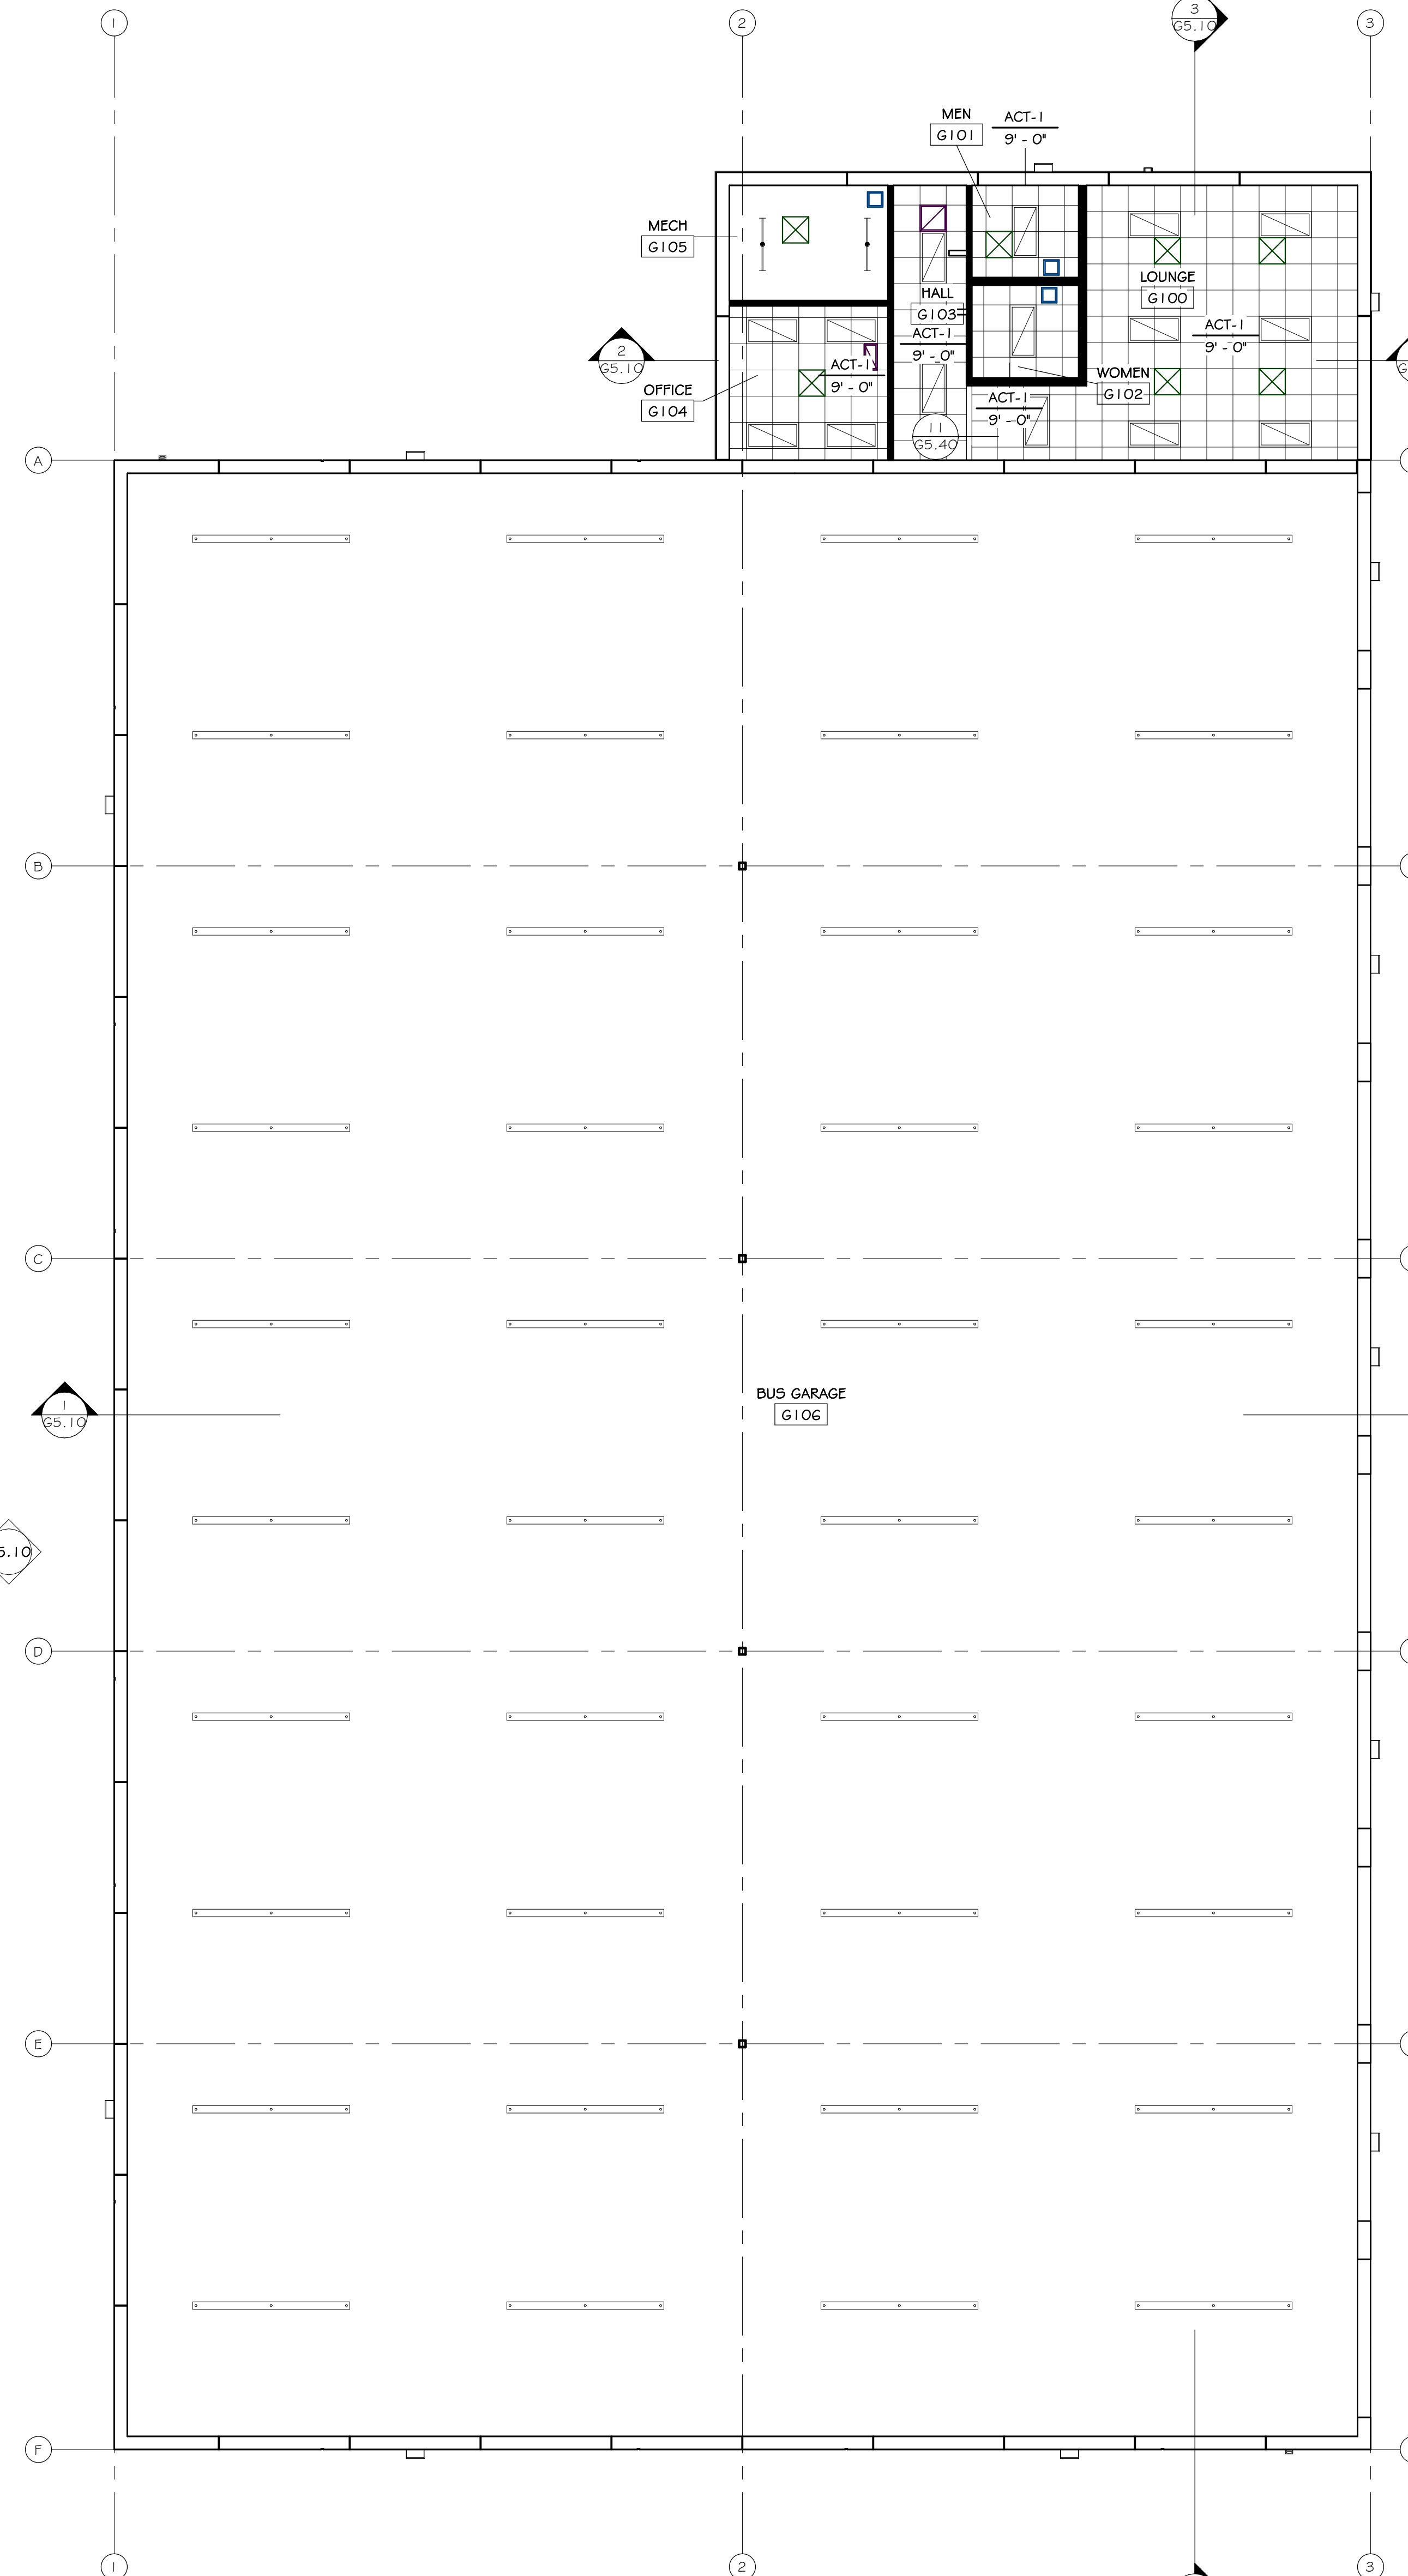 1
2
3
3
G5.10
MEN
G101
ACT-1
9' - 0"
MECH
G105
LOUNGE
G100
HALL
G103
ACT-1
9' - 0"
ACT-1
9' - 0"
2
G5.10
ACT-1
9' - 0"
WOMEN
G102
OFFICE
G104
ACT-1
9' - 0"
11
G5.40
A
B
C
BUS GARAGE
G106
1
G5.10
5.10
D
E
F
1
2
3